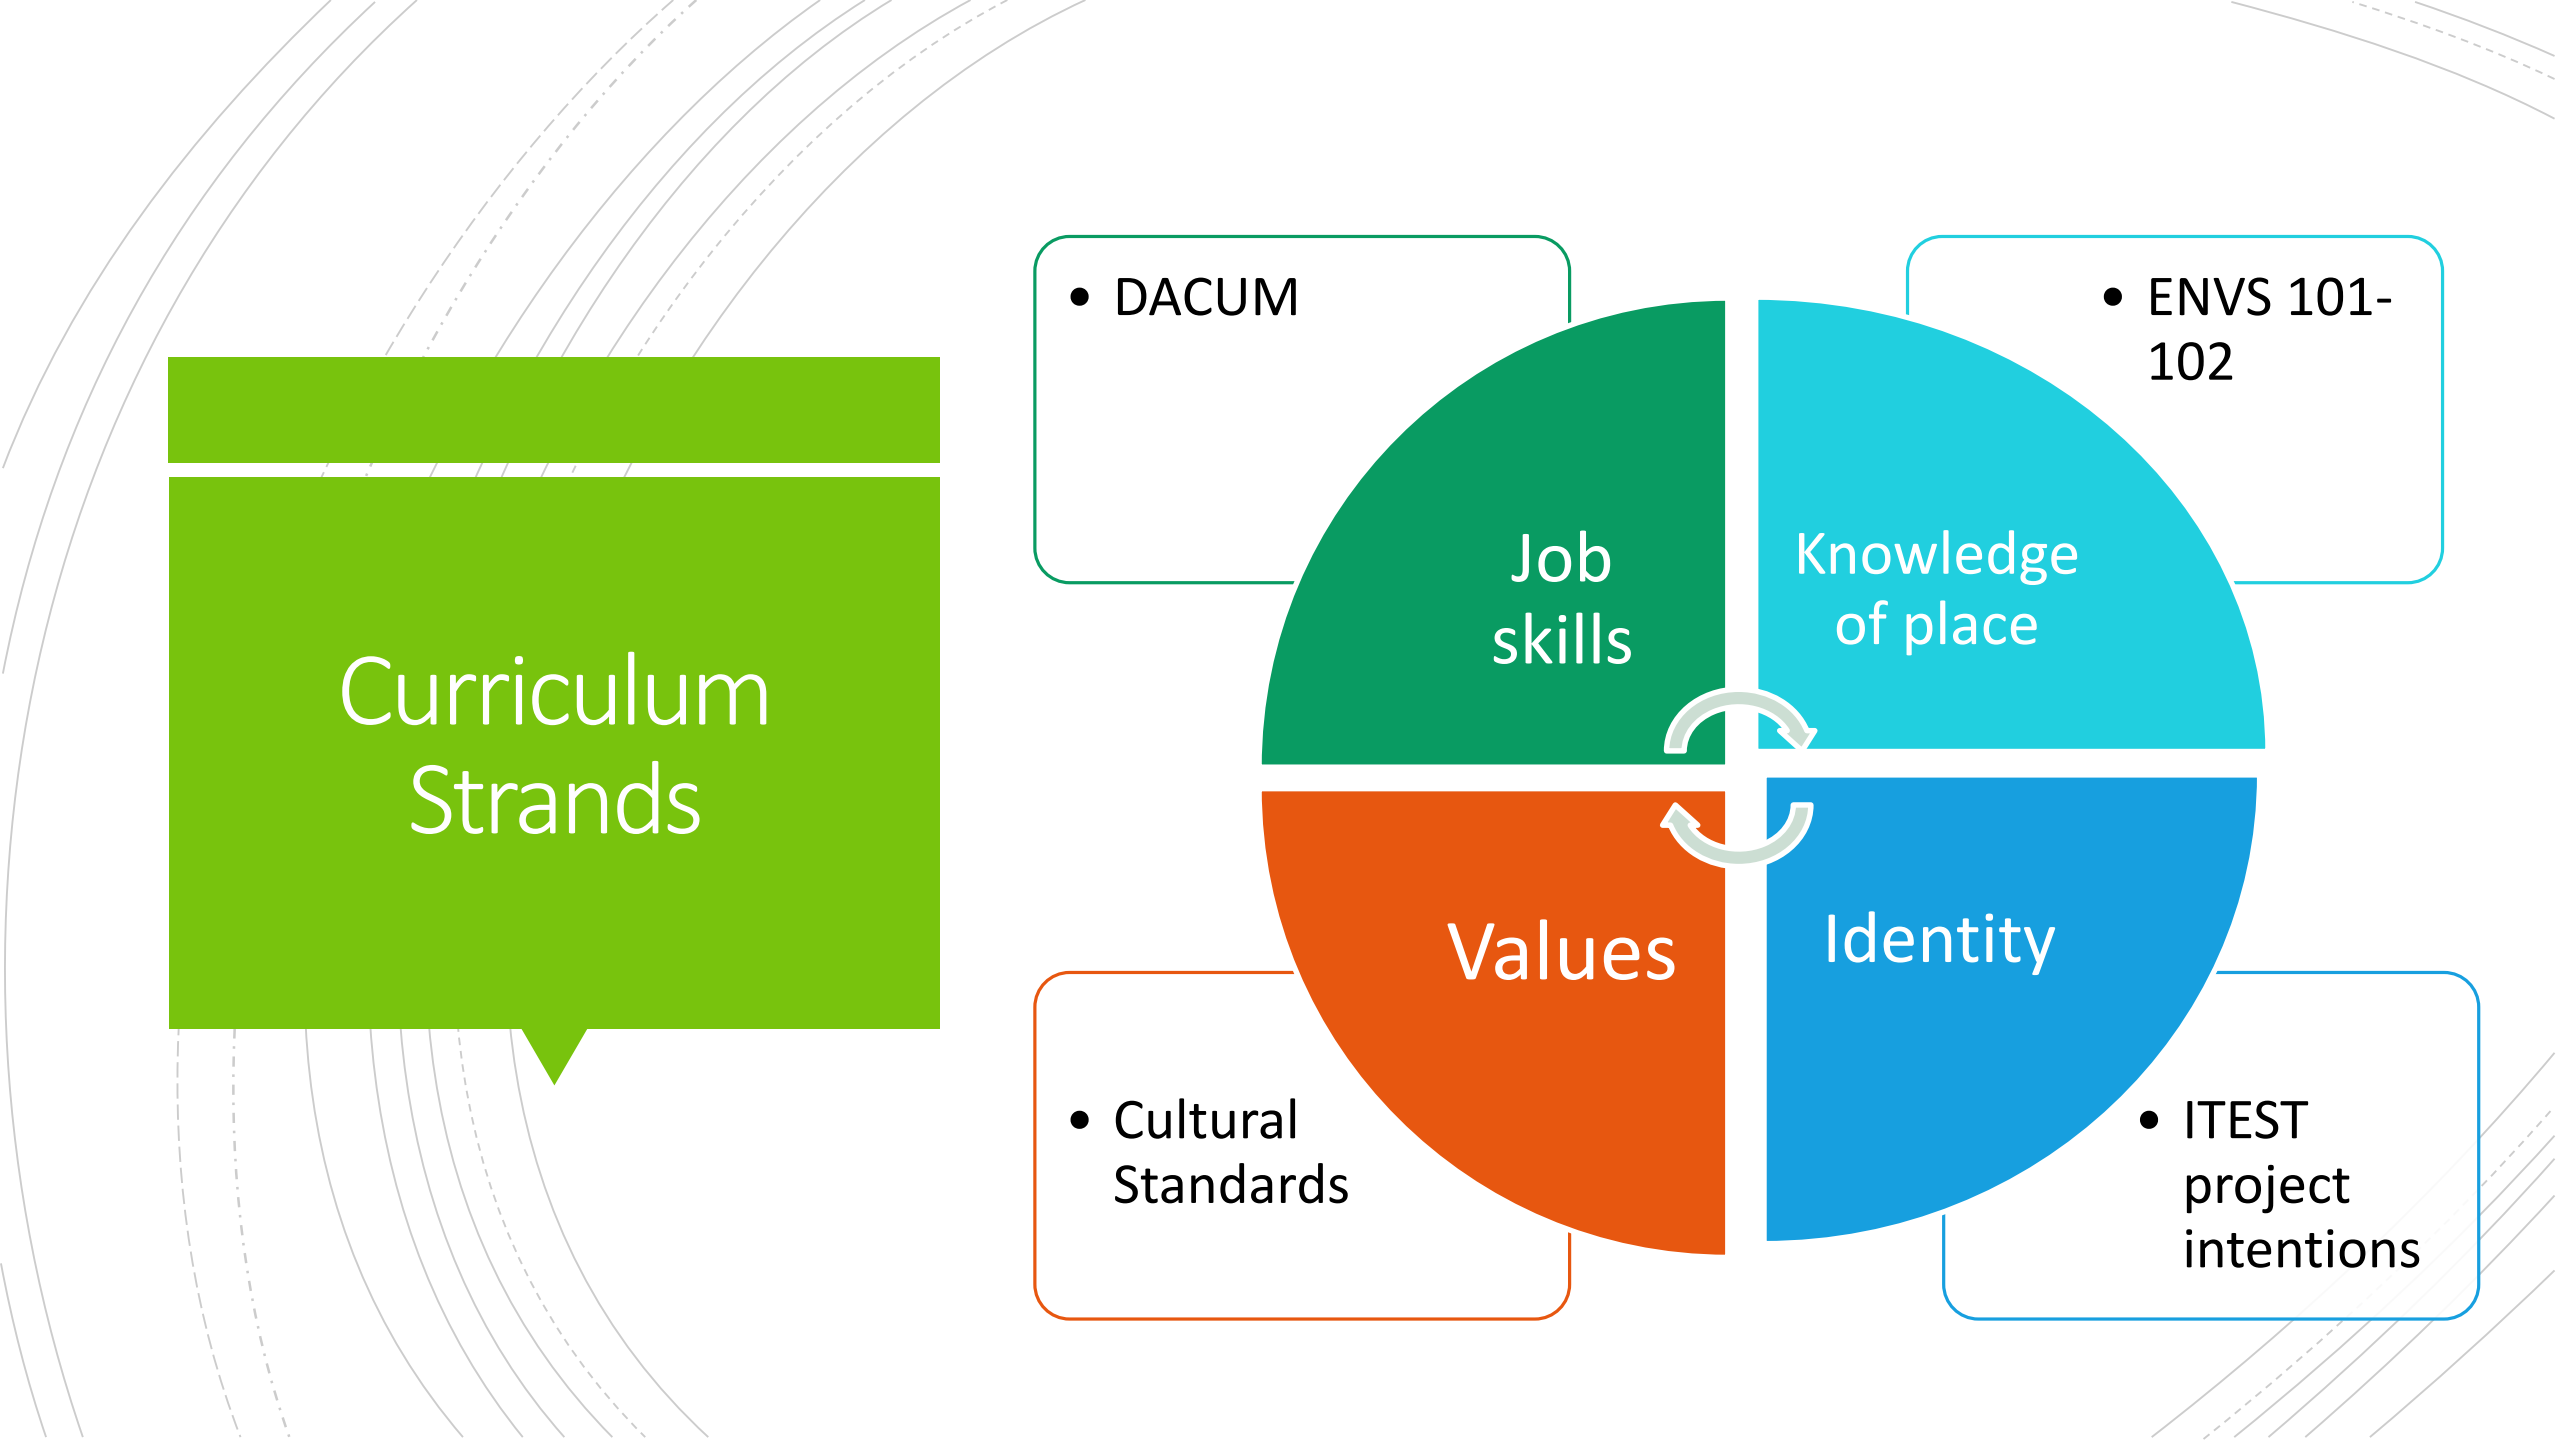 Curriculum
Strands
• DACUM
Job
skills
• ENVS 101-
102
Knowledge
of place
Values
• Cultural
Standards
Identity
• ITEST
project
intentions